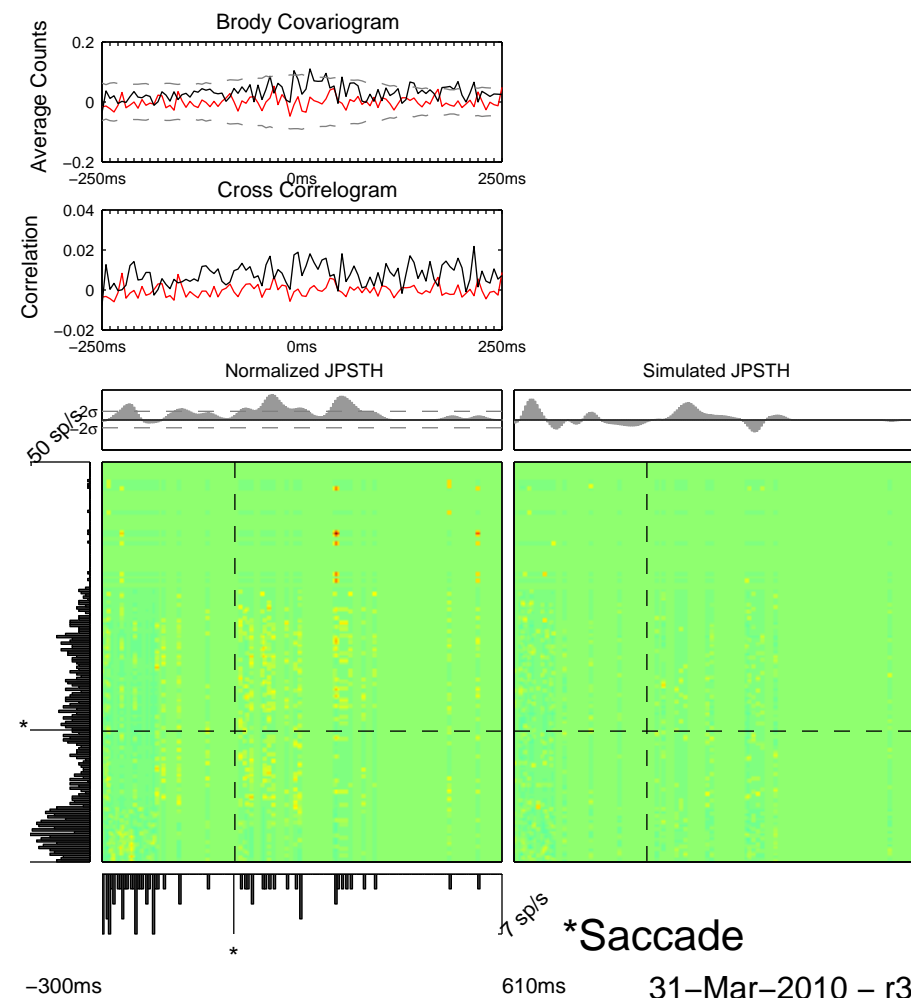 Brody Covariogram
0.2
0
−0.2
Average Counts
−250ms
0ms
250ms
Cross Correlogram
0.04
0.02
0
−0.02
Correlation
−250ms
0ms
250ms
Normalized JPSTH
Simulated JPSTH
2σ
−2σ
50 sp/s
*
7 sp/s
*
*Saccade
−300ms
610ms
31−Mar−2010 − r3